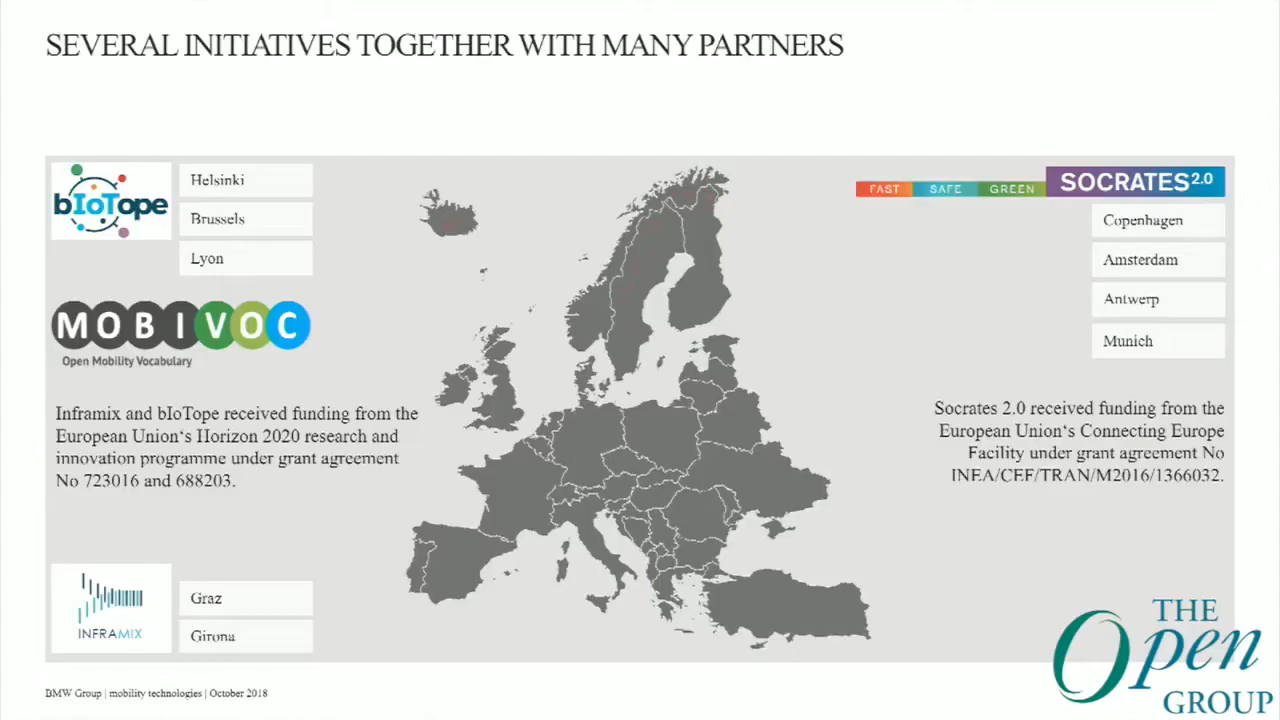 SEVERAL INITIATIVES TOGETHER WITH MANY PARTNERS
bIoTope
Helsinki
Brussels
Lyon
MOBIVOC
Open Mobility Vocabulary
Inframix and bIoTope received funding from the
European Union‘s Horizon 2020 research and
innovation programme under grant agreement
No 723016 and 688203.
INFRAMIX
Graz
Girona
FAST SAFE GREEN SOCRATES2.0
Copenhagen
Amsterdam
Antwerp
Munich
Socrates 2.0 received funding from the
European Union‘s Connecting Europe
Facility under grant agreement No
INEA/CEF/TRAN/M2016/1366032.
BMW Group | mobility technologies | October 2018
THE
Open
GROUP